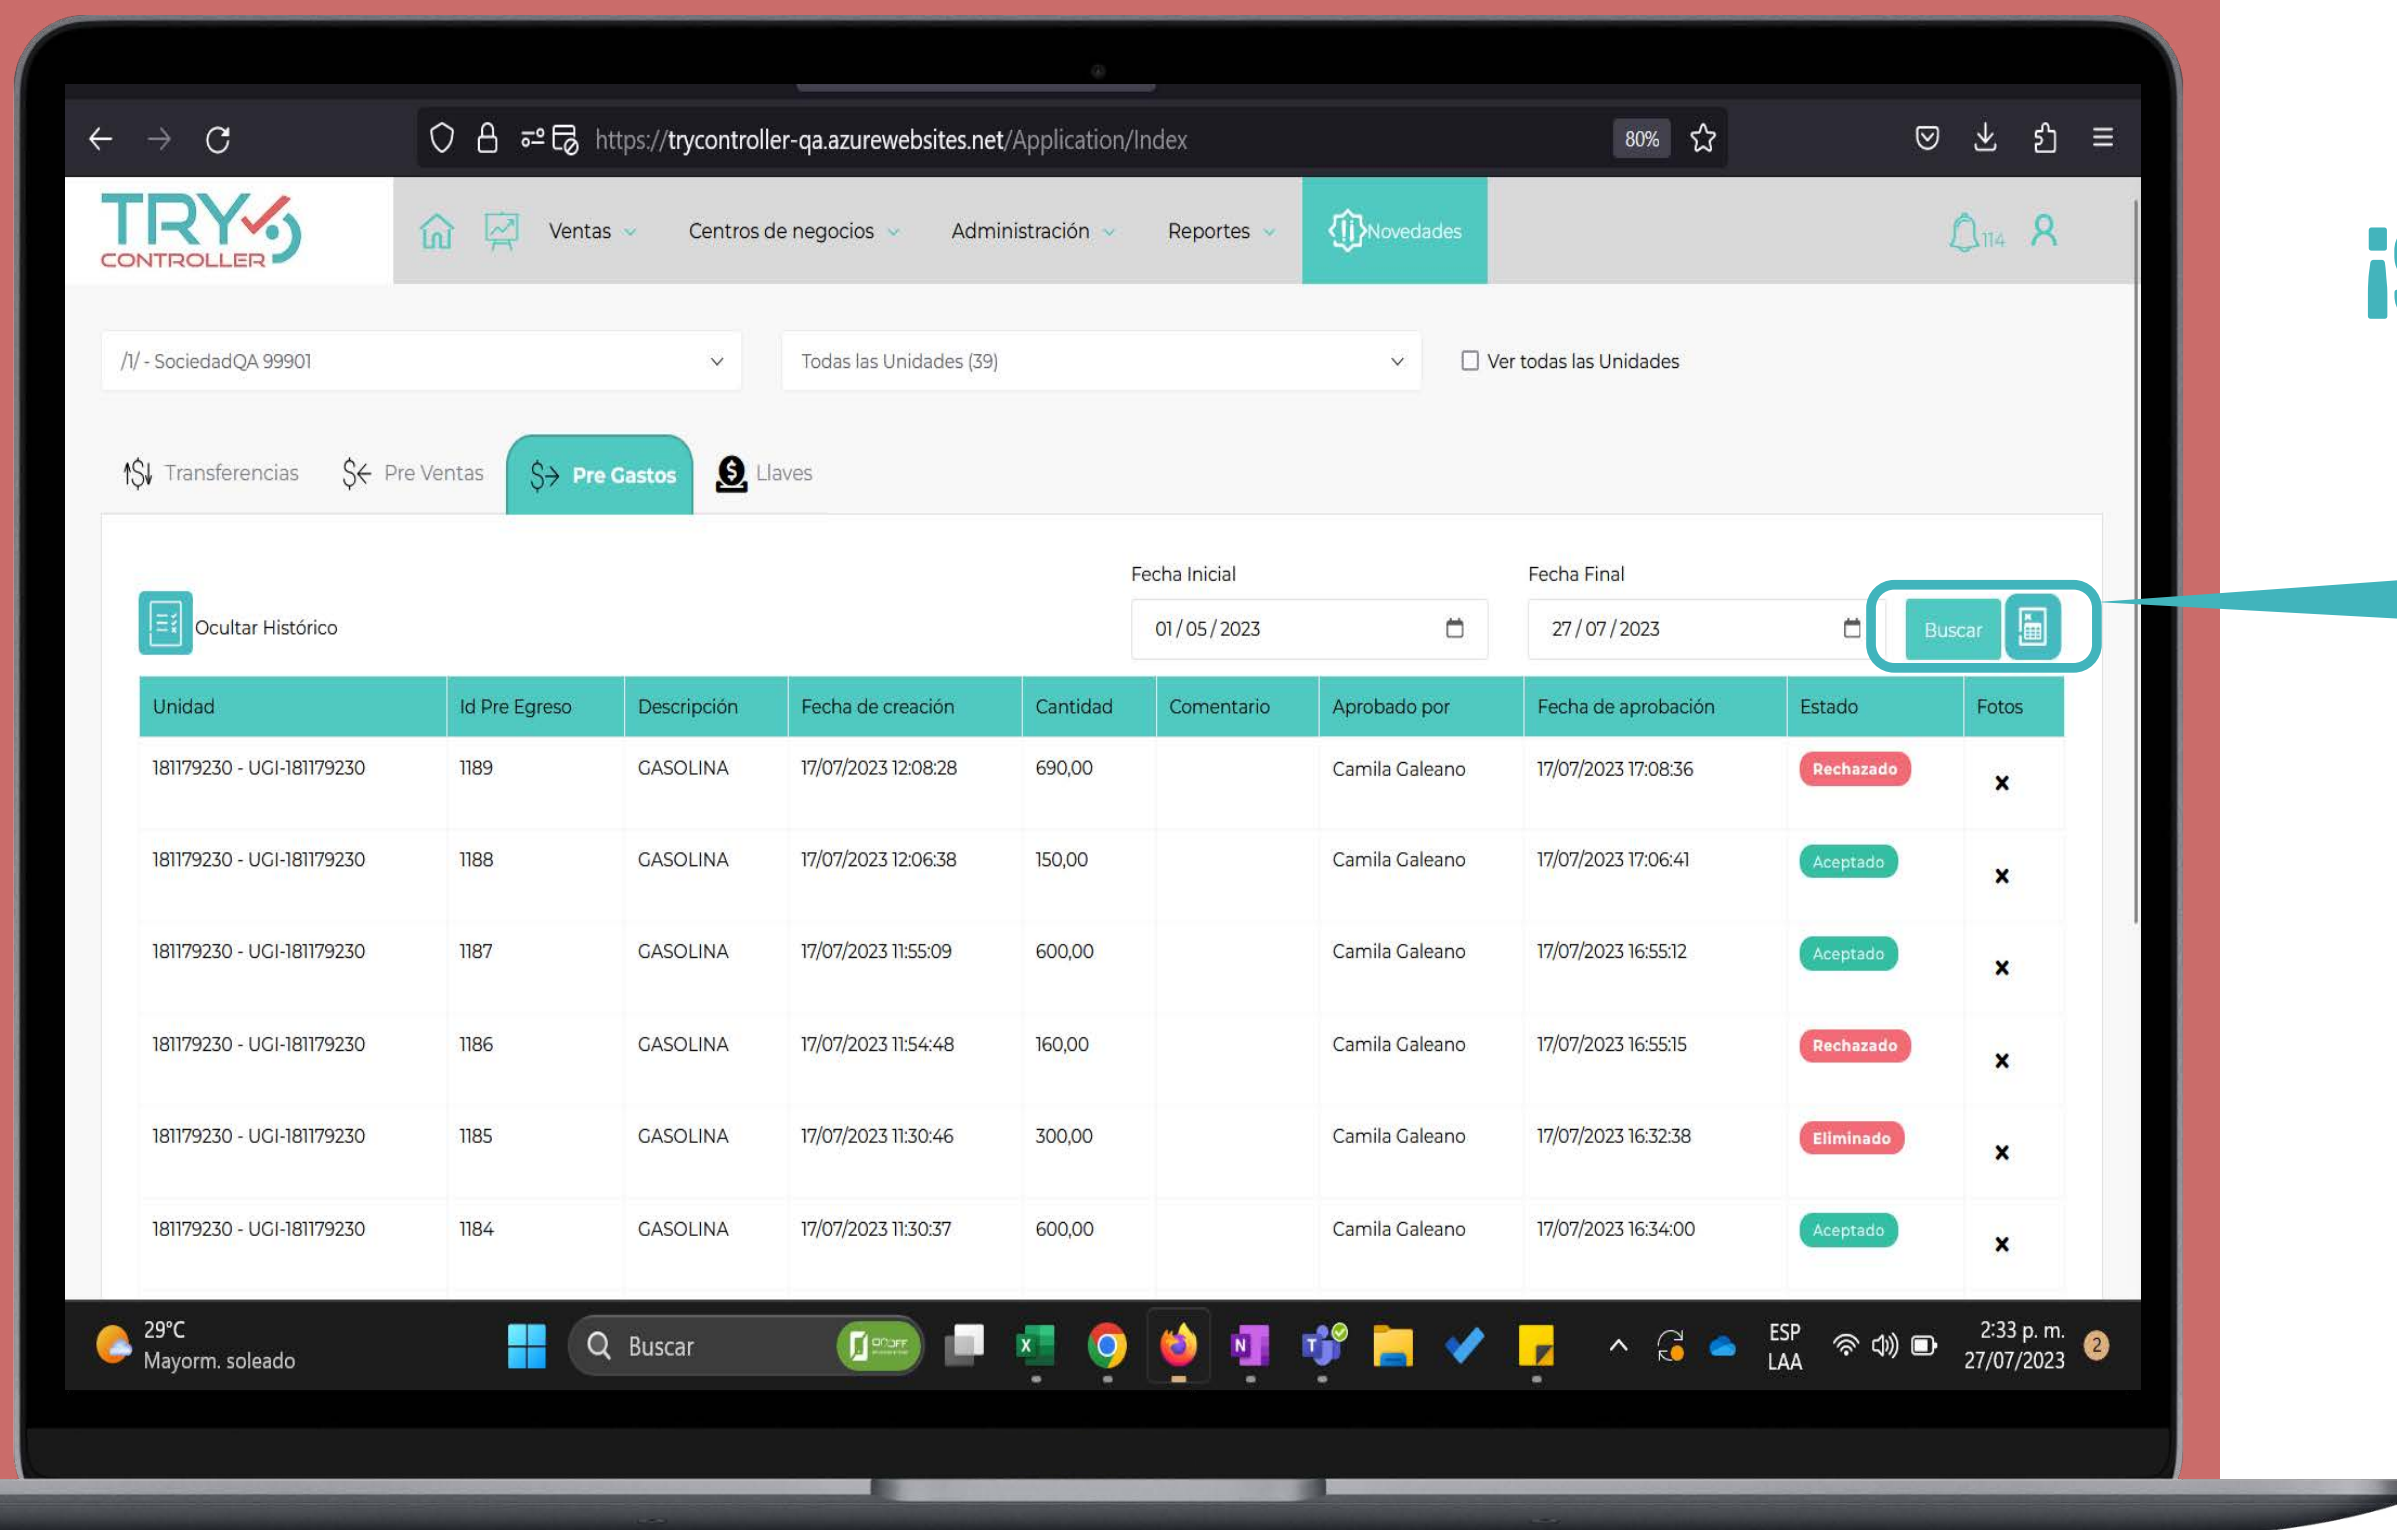 https://trycontroller-qa.azurewebsites.net/Application/Index
80%
TRY
CONTROLLER
Ventas
Centros de negocios
Administración
Reportes
Novedades
114
/1/ - SociedadQA 99901
Todas las Unidades (39)
Ver todas las Unidades
Transferencias
Pre Ventas
Pre Gastos
Llaves
Fecha Inicial
Fecha Final
Ocultar Histórico
01/05/2023
27/07/2023
Buscar
Unidad Id Pre Egreso Descripción Fecha de creación Cantidad Comentario Aprobado por Fecha de aprobación Estado Fotos
181179230 - UGI-181179230 1189 GASOLINA 17/07/2023 12:08:28 690,00 Camila Galeano 17/07/2023 17:08:36 Rechazado
181179230 - UGI-181179230 1188 GASOLINA 17/07/2023 12:06:38 150,00 Camila Galeano 17/07/2023 17:06:41 Aceptado
181179230 - UGI-181179230 1187 GASOLINA 17/07/2023 11:55:09 600,00 Camila Galeano 17/07/2023 16:55:12 Aceptado
181179230 - UGI-181179230 1186 GASOLINA 17/07/2023 11:54:48 160,00 Camila Galeano 17/07/2023 16:55:15 Rechazado
181179230 - UGI-181179230 1185 GASOLINA 17/07/2023 11:30:46 300,00 Camila Galeano 17/07/2023 16:32:38 Eliminado
181179230 - UGI-181179230 1184 GASOLINA 17/07/2023 11:30:37 600,00 Camila Galeano 17/07/2023 16:34:00 Aceptado
29°C
Mayorm. soleado
Buscar
ESP
LAA
2:33 p. m.
27/07/2023
2